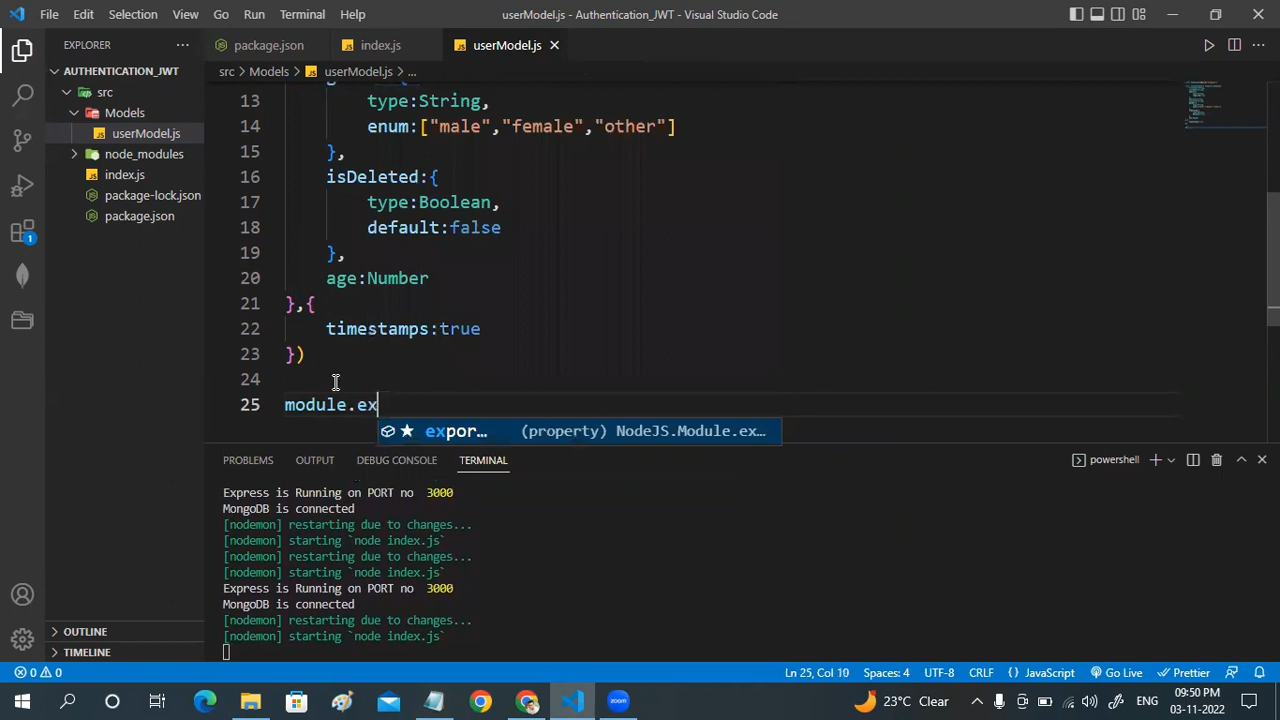 File Edit Selection View Go Run Terminal Help userModel.js - Authentication_JWT - Visual Studio Code
EXPLORER package.json index.js userModel.js
AUTHENTICATION_JWT src > Models > userModel.js > ...
src
Models
userModel.js
node_modules
index.js
package-lock.json
package.json
1
13 type:String,
14 enum:["male","female","other"]
15 },
16 isDeleted:{
17 type:Boolean,
18 default:false
19 },
20 age:Number
21 },{
22 timestamps:true
23 })
24
25 module.ex
expor… (property) NodeJS.Module.ex…
PROBLEMS OUTPUT DEBUG CONSOLE TERMINAL powershell
Express is Running on PORT no 3000
MongoDB is connected
[nodemon] restarting due to changes...
[nodemon] starting `node index.js`
[nodemon] restarting due to changes...
[nodemon] starting `node index.js`
Express is Running on PORT no 3000
MongoDB is connected
[nodemon] restarting due to changes...
[nodemon] starting `node index.js`
OUTLINE
TIMELINE
0 0 Ln 25, Col 10 Spaces: 4 UTF-8 CRLF {} JavaScript Go Live Prettier
23°C Clear ENG 09:50 PM
03-11-2022